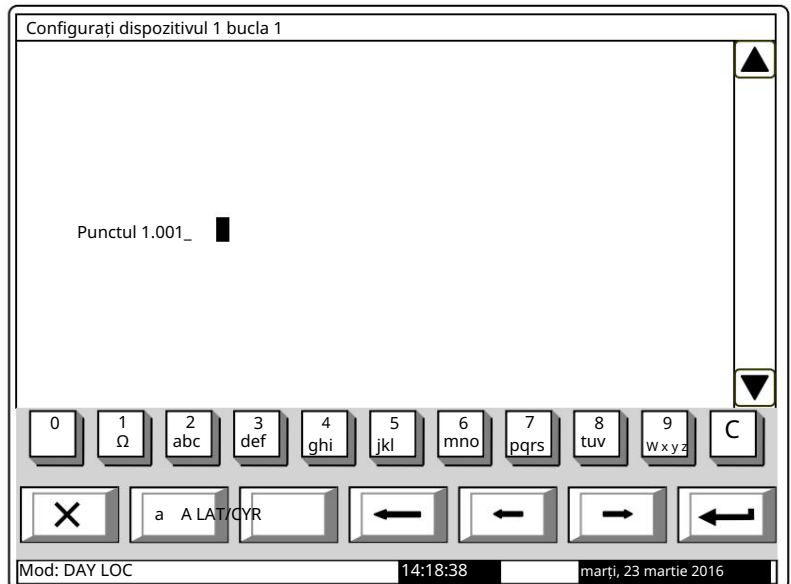 Configurați dispozitivul 1 bucla 1
Punctul 1.001_
0 1 2 3 4 5 6 7 8 9 C
Ω abc def ghi jkl mno pqrs tuv W x y z
a A LAT/CYR
Mod: DAY LOC 14:18:38 marți, 23 martie 2016